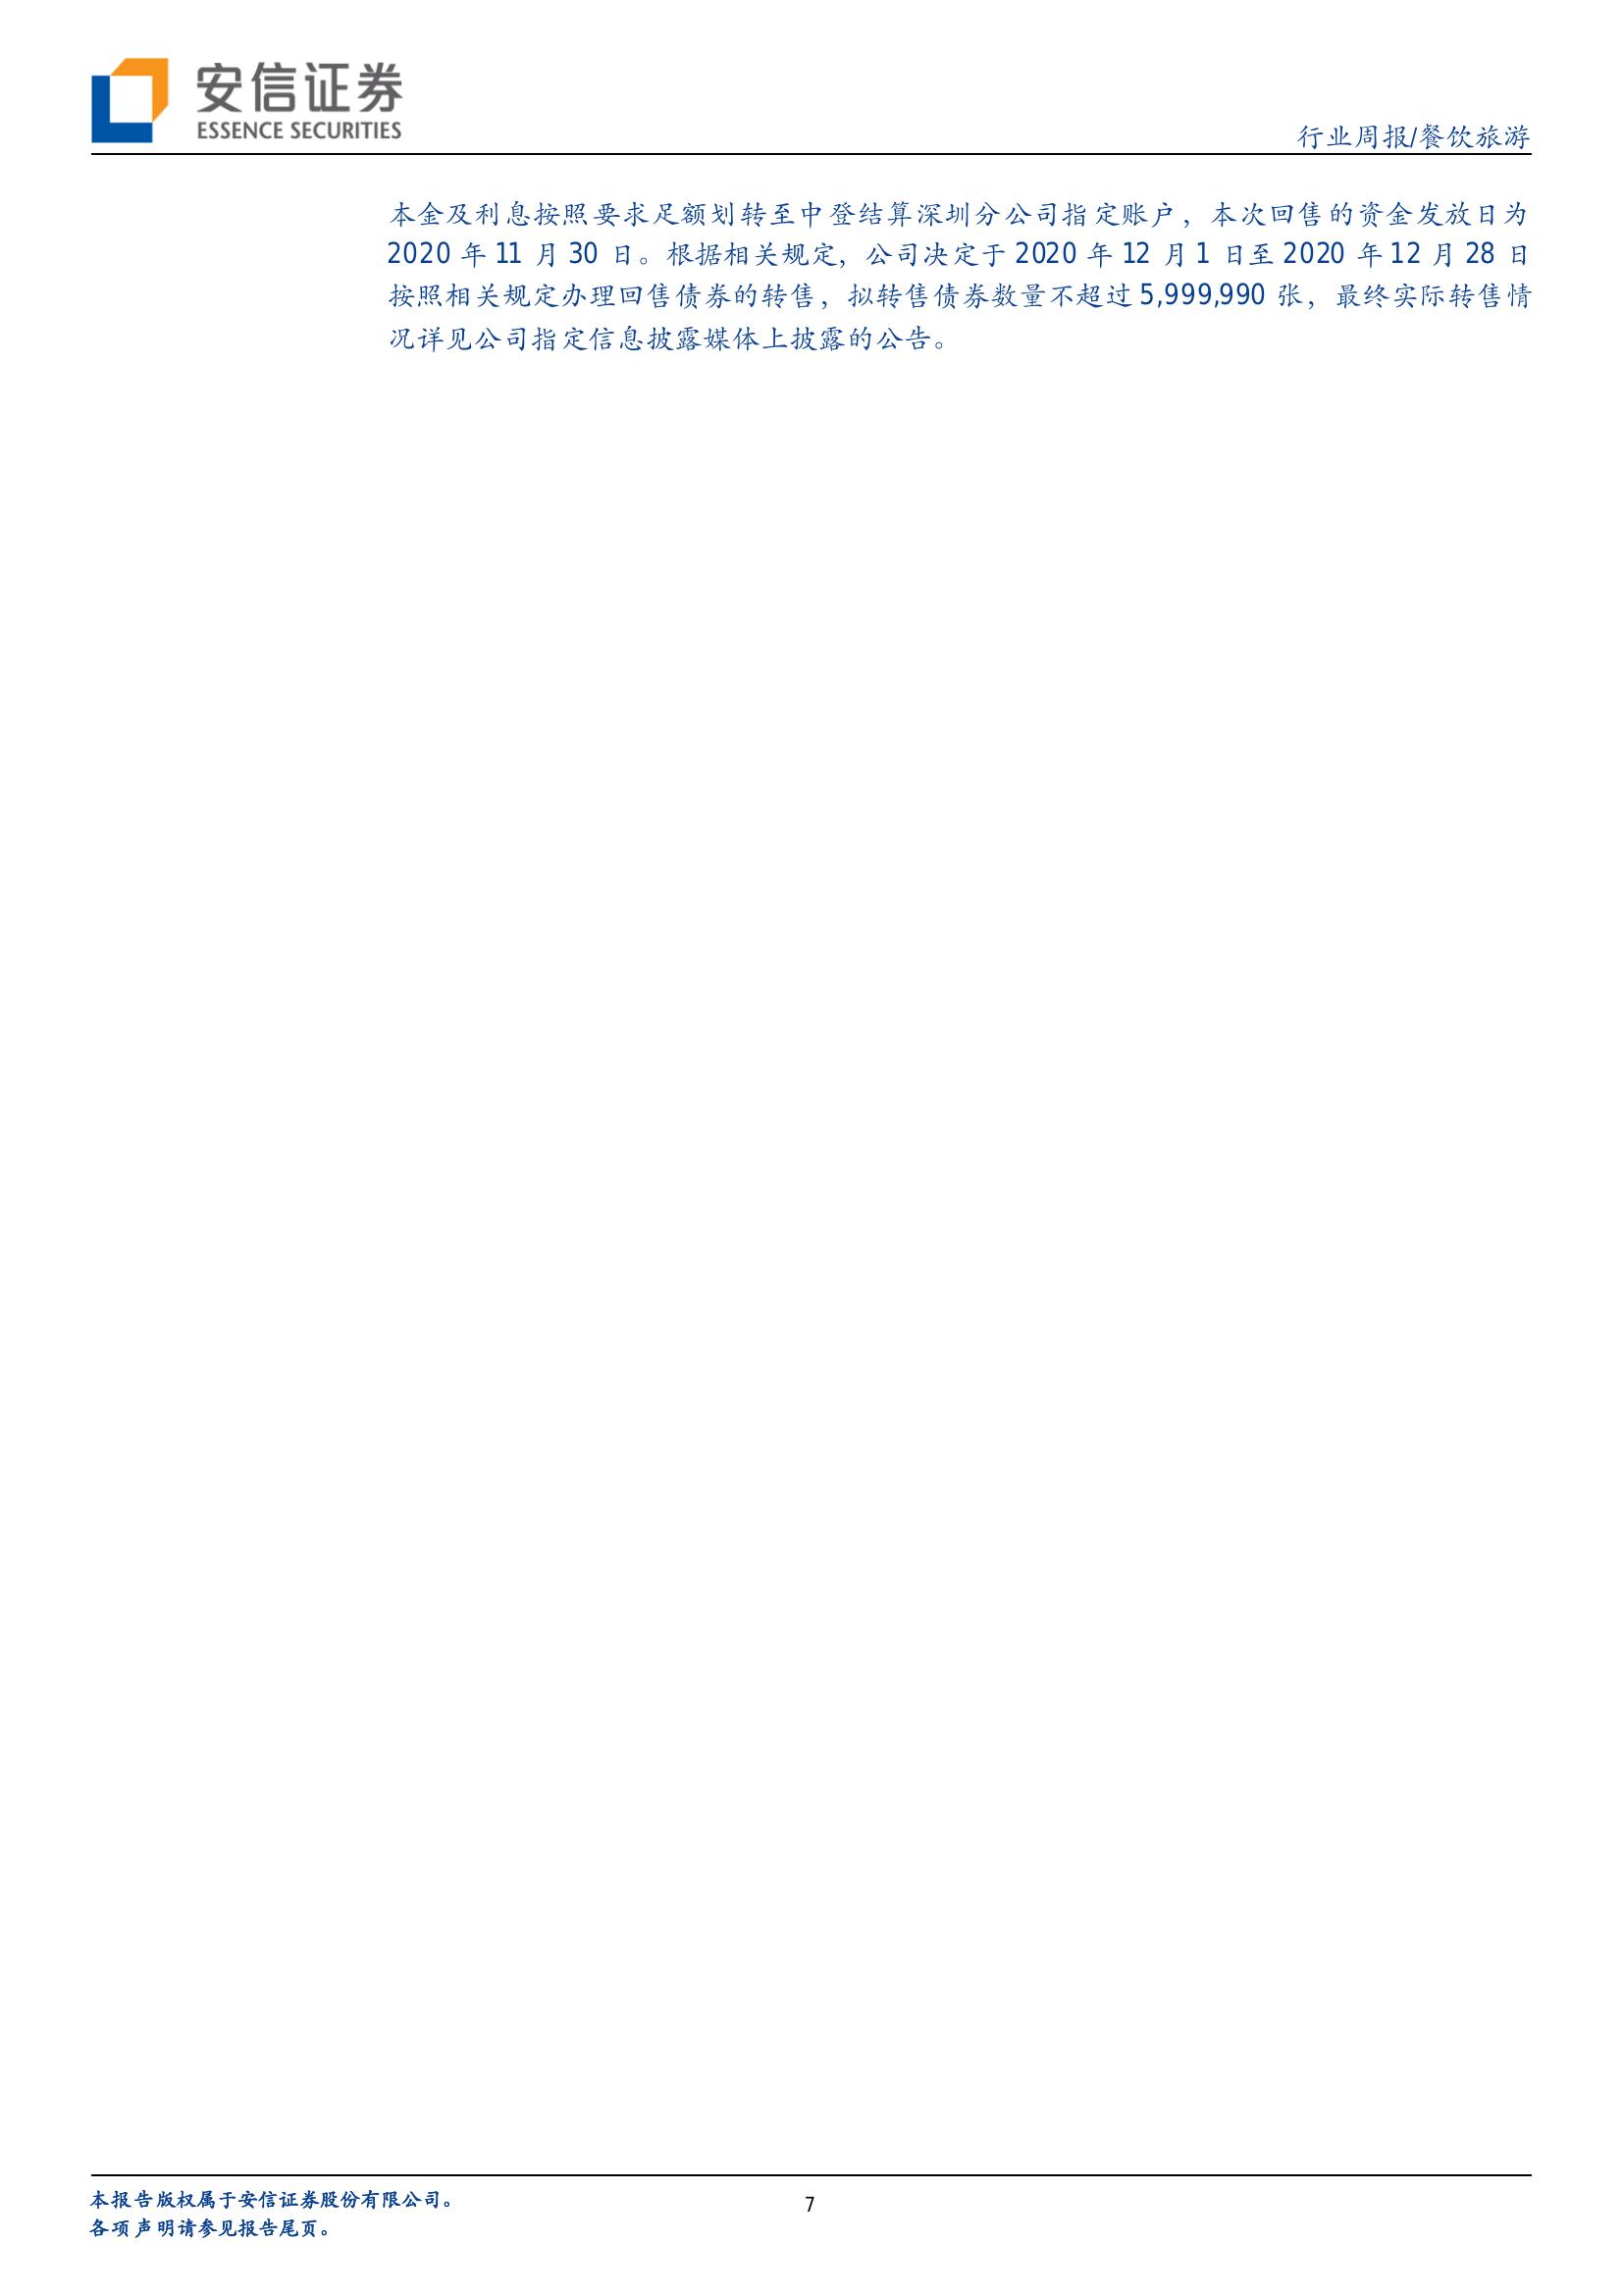 安信证券
ESSENCE SECURITIES
行业周报/餐饮旅游
本金及利息按照要求足额划转至中登结算深圳分公司指定账户，本次回售的资金发放日为
2020 年 11 月 30 日。根据相关规定，公司决定于 2020 年 12 月 1 日至 2020 年 12 月 28 日
按照相关规定办理回售债券的转售，拟转售债券数量不超过 5,999,990 张，最终实际转售情
况详见公司指定信息披露媒体上披露的公告。
本报告版权属于安信证券股份有限公司。
7
各项声明请参见报告尾页。